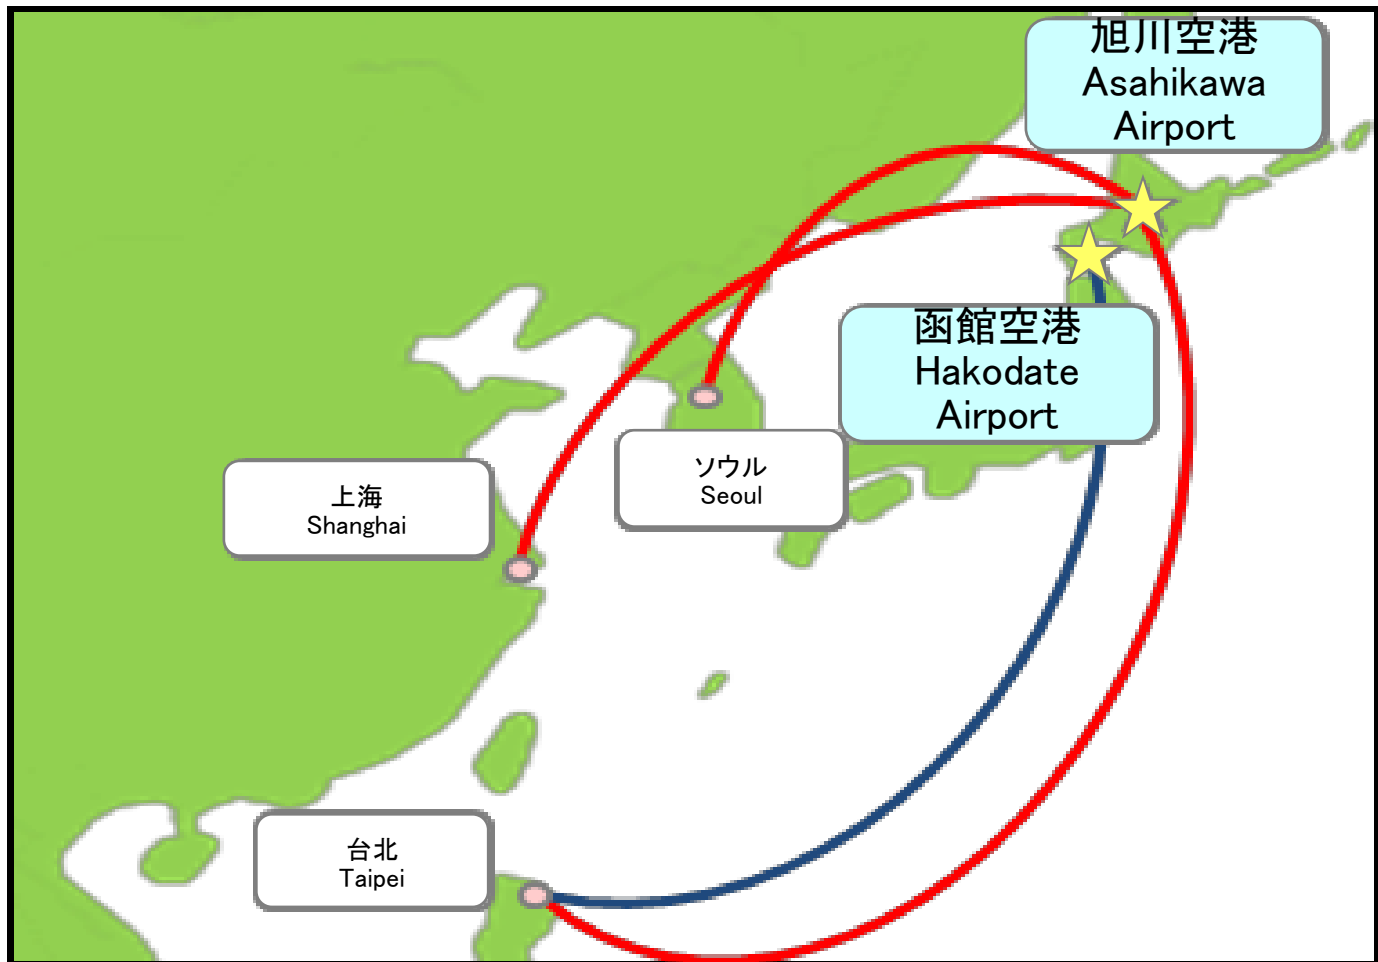 旭川空港
Asahikawa
Airport
函館空港
Hakodate
Airport
ソウル
Seoul
上海
Shanghai
台北
Taipei